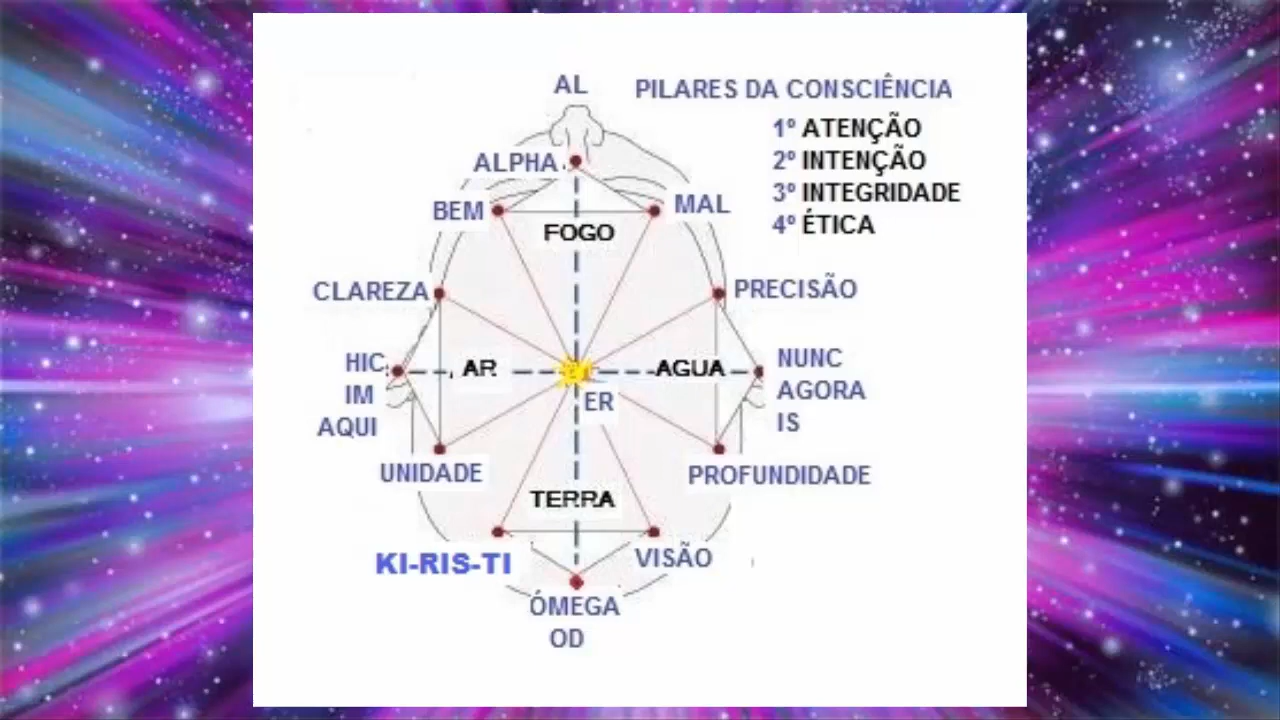 AL
PILARES DA CONSCIÊNCIA
1º ATENÇÃO
2º INTENÇÃO
3º INTEGRIDADE
4º ÉTICA
ALPHA
BEM
MAL
FOGO
CLAREZA
PRECISÃO
HIC
IM
AQUI
AR
AGUA
NUNC
AGORA
IS
ER
UNIDADE
PROFUNDIDADE
TERRA
KI-RIS-TI
VISÃO
ÓMEGA
OD